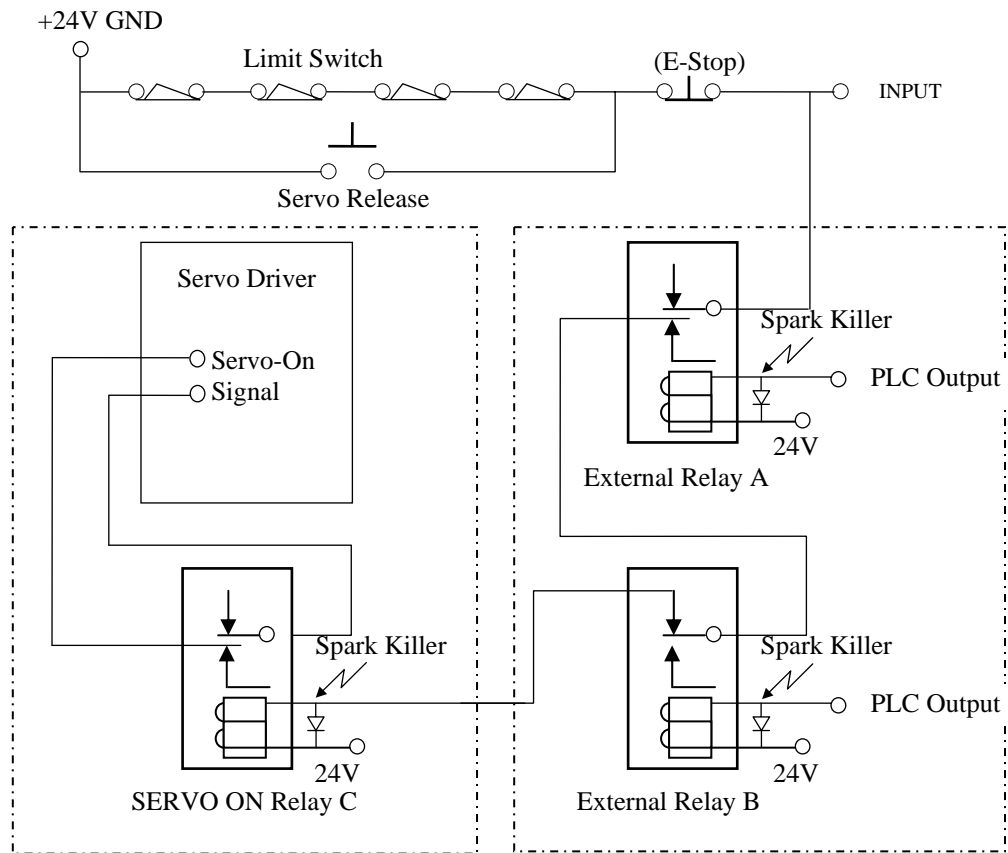 +24V GND
Limit Switch
(E-Stop)
INPUT
Servo Release
Servo Driver
Servo-On
Signal
Spark Killer
PLC Output
24V
External Relay A
Spark Killer
24V
SERVO ON Relay C
Spark Killer
PLC Output
24V
External Relay B